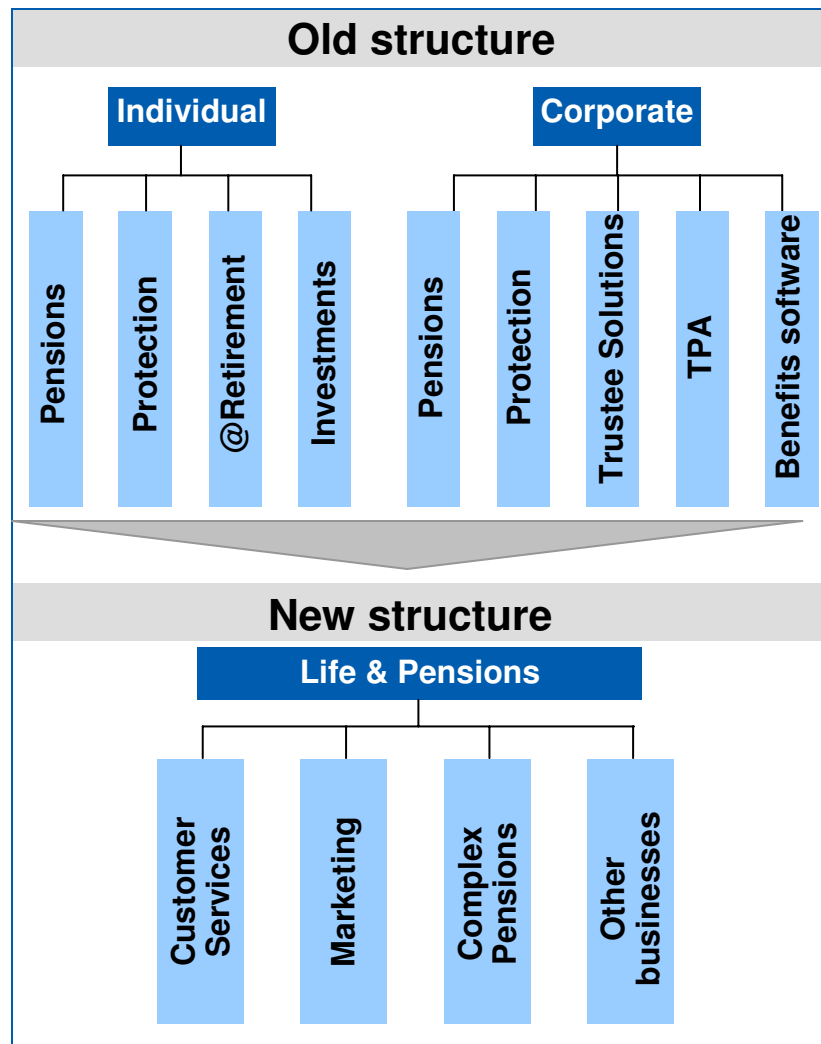 Old structure
Individual
Corporate
Pensions
Protection
@Retirement
Investments
Pensions
Protection
Trustee Solutions
TPA
Benefits software
New structure
Life & Pensions
Customer
Services
Marketing
Complex
Pensions
Other
businesses